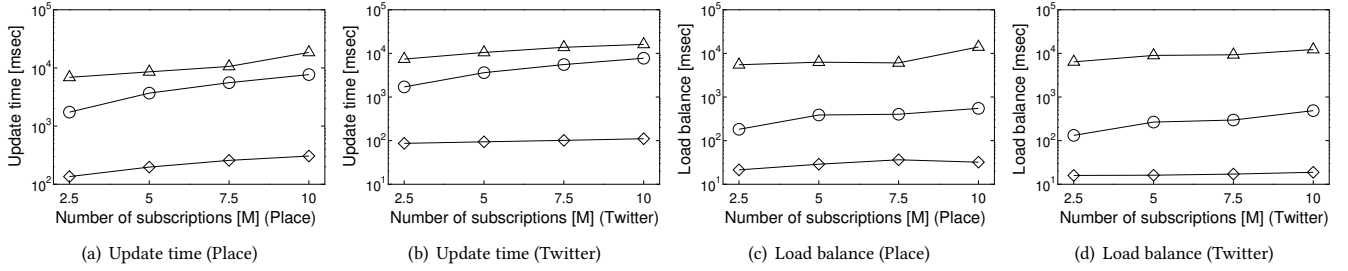 Update time [msec]
10^5
10^4
10^3
10^2
2.5 5 7.5 10
Number of subscriptions [M] (Place)
(a) Update time (Place)
Update time [msec]
10^5
10^4
10^3
10^2
10^1
2.5 5 7.5 10
Number of subscriptions [M] (Twitter)
(b) Update time (Twitter)
Load balance [msec]
10^5
10^4
10^3
10^2
10^1
2.5 5 7.5 10
Number of subscriptions [M] (Place)
(c) Load balance (Place)
Load balance [msec]
10^5
10^4
10^3
10^2
10^1
2.5 5 7.5 10
Number of subscriptions [M] (Twitter)
(d) Load balance (Twitter)